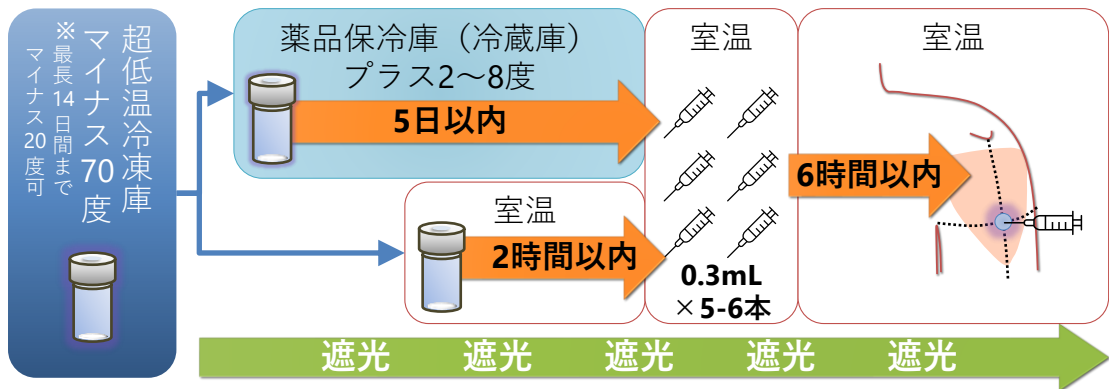 超低温冷凍庫
マイナス70度
※最長14日間まで
マイナス20度可
薬品保冷庫（冷蔵庫）
プラス2～8度
5日以内
室温
2時間以内
室温
0.3mL
×5-6本
室温
6時間以内
遮光 遮光 遮光 遮光 遮光